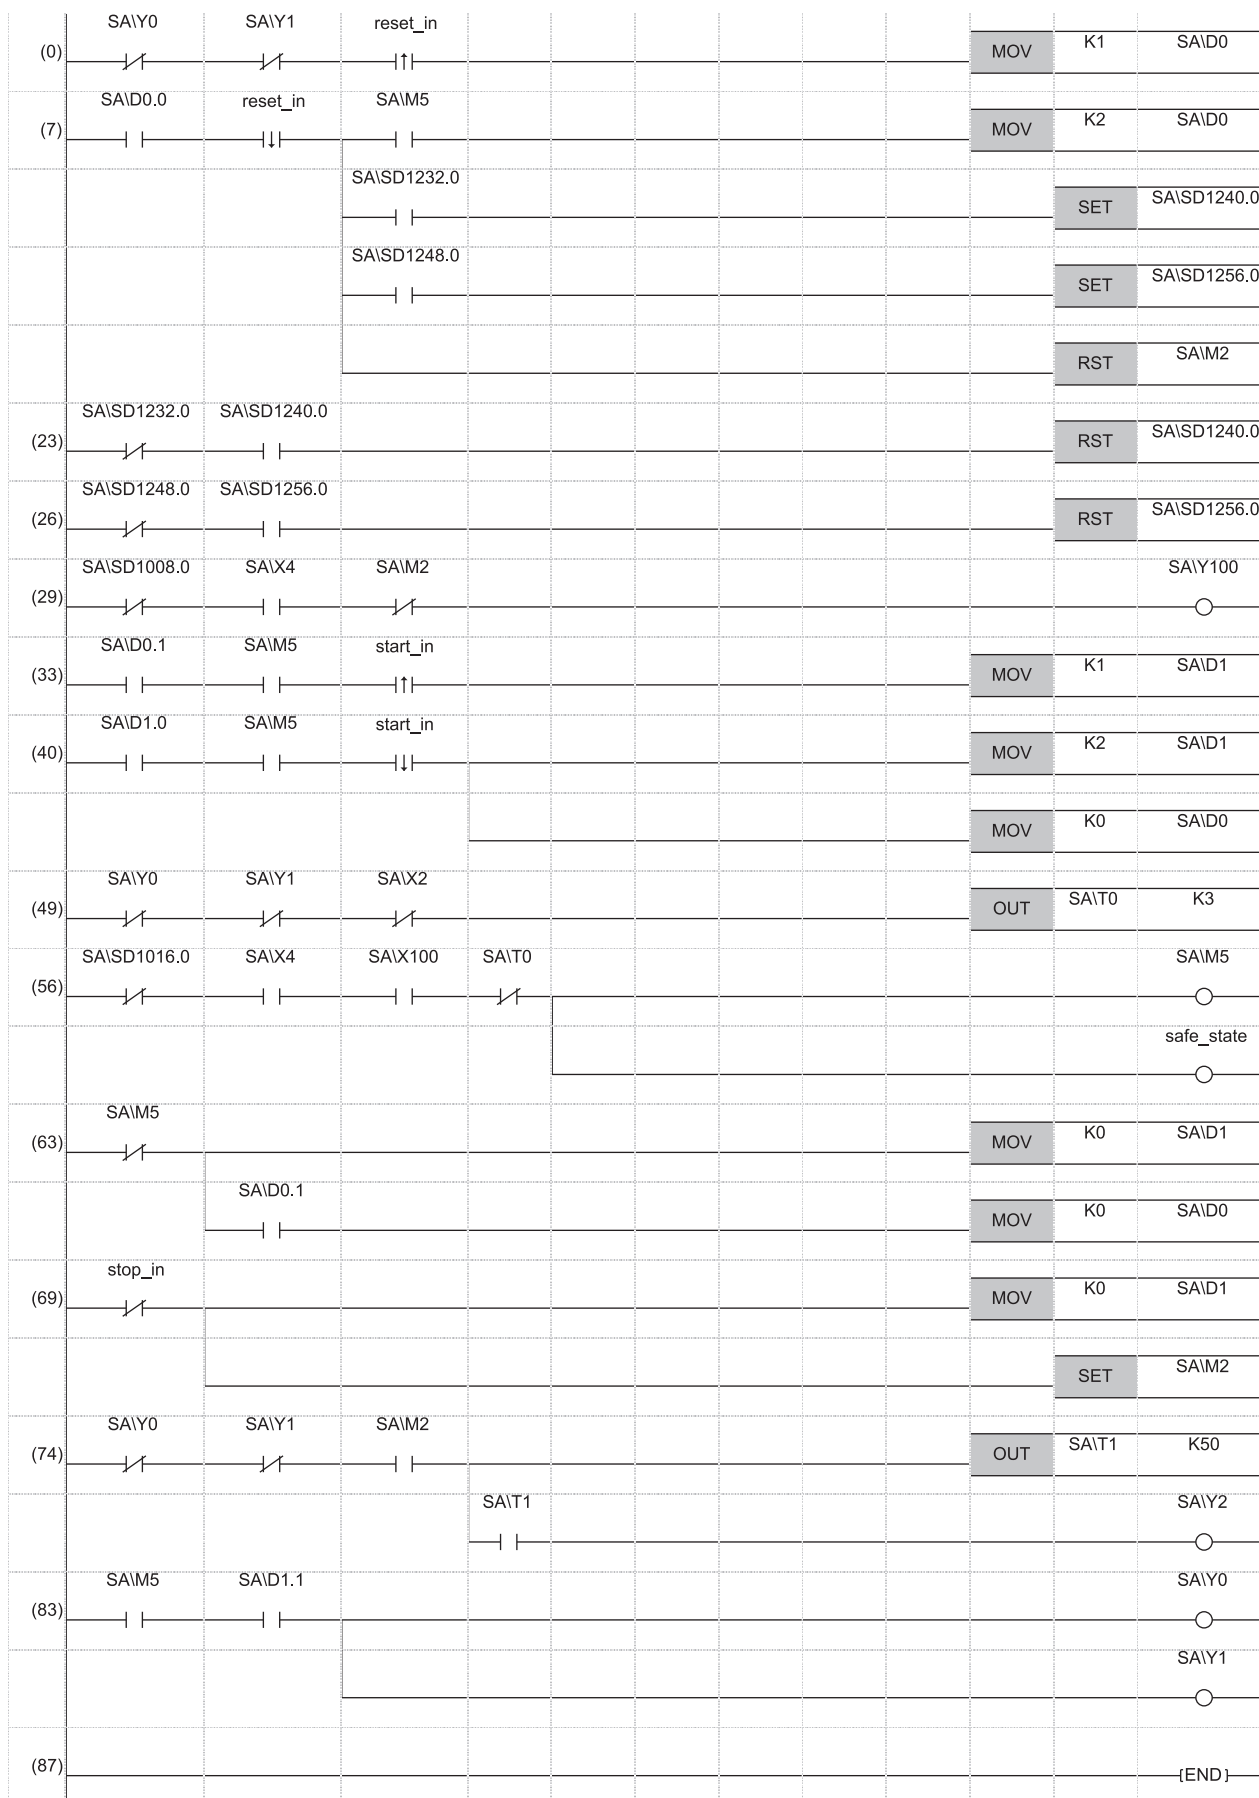 SA\Y0 SA\Y1 reset_in
(0) MOV K1 SA\D0
SA\D0.0 reset_in SA\M5
(7) MOV K2 SA\D0
SA\SD1232.0
SET SA\SD1240.0
SA\SD1248.0
SET SA\SD1256.0
RST SA\M2
SA\SD1232.0 SA\SD1240.0
(23) RST SA\SD1240.0
SA\SD1248.0 SA\SD1256.0
(26) RST SA\SD1256.0
SA\SD1008.0 SA\X4 SA\M2 SA\Y100
(29)
SA\D0.1 SA\M5 start_in
(33) MOV K1 SA\D1
SA\D1.0 SA\M5 start_in
(40) MOV K2 SA\D1
MOV K0 SA\D0
SA\Y0 SA\Y1 SA\X2
(49) OUT SA\T0 K3
SA\SD1016.0 SA\X4 SA\X100 SA\T0 SA\M5
(56)
safe_state
SA\M5
(63) MOV K0 SA\D1
SA\D0.1
MOV K0 SA\D0
stop_in
(69) MOV K0 SA\D1
SET SA\M2
SA\Y0 SA\Y1 SA\M2
(74) OUT SA\T1 K50
SA\T1 SA\Y2
SA\M5 SA\D1.1 SA\Y0
(83)
SA\Y1
(87) [END]